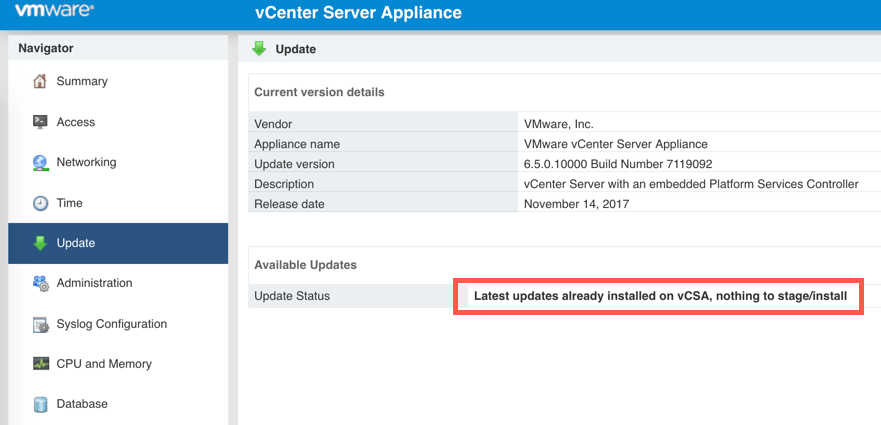 vmware®
vCenter Server Appliance
Navigator
Summary
Access
Networking
Time
Update
Administration
Syslog Configuration
CPU and Memory
Database
Update
Current version details
Vendor VMware, Inc.
Appliance name VMware vCenter Server Appliance
Update version 6.5.0.10000 Build Number 7119092
Description vCenter Server with an embedded Platform Services Controller
Release date November 14, 2017
Available Updates
Update Status Latest updates already installed on vCSA, nothing to stage/install